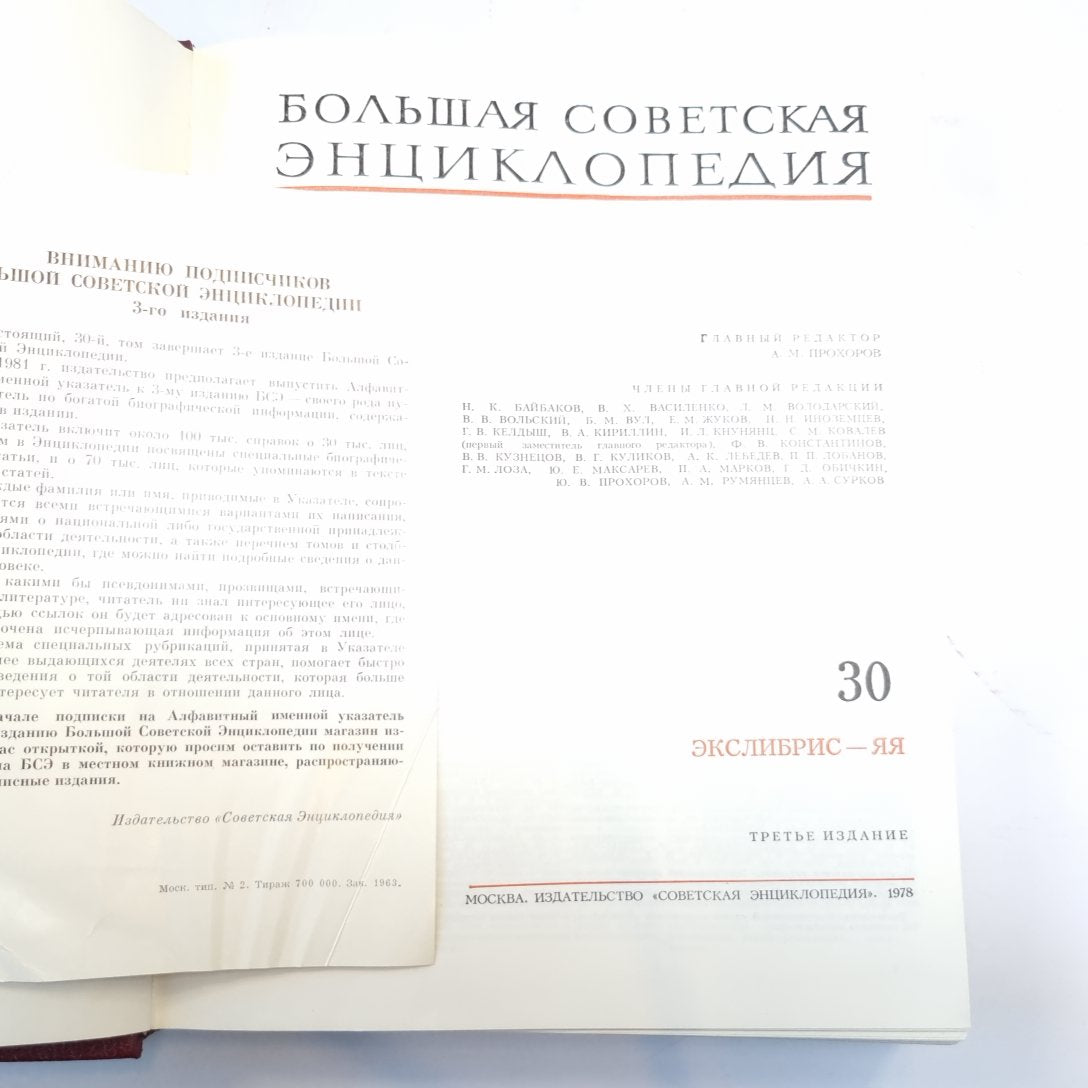 БОЛЬШАЯ СОВЕТСКАЯ
ЭНЦИКЛОПЕДИЯ
ВНИМАНИЮ ПОДПИСЧИКОВ
ЬШОЙ СОВЕТСКОЙ ЭНЦИКЛОПЕДИИ
3-го издания
стоящий, 30-й, том завершает 3-е издание Большой Со-
й Энциклопедии.
1981 г. издательство предполагает выпустить Алфавит-
менной указатель к 3-му изданию БСЭ — своего рода пу-
тель по богатой биографической информации, содержа-
в издании.
азатель включит около 100 тыс. справок о 30 тыс. лиц,
м в Энциклопедии посвящены специальные биографиче-
атьи, и о 70 тыс. лиц, которые упоминаются в тексте
статей.
ждые фамилия или имя, приводимые в Указателе, сопро-
тся всеми встречающимися вариантами их написания,
иями о национальной либо государственной принадлеж-
области деятельности, а также перечнем томов и столб-
циклопедии, где можно найти подробные сведения о дан-
овеке.
какими бы псевдонимами, прозвищами, встречающи-
литературе, читатель ни знал интересующее его лицо,
дью ссылок он будет адресован к основному имени, где
очена исчерпывающая информация об этом лице.
ема специальных рубрикаций, принятая в Указателе
лее выдающихся деятелях всех стран, помогает быстро
ведения о той области деятельности, которая больше
тересует читателя в отношении данного лица.
ачале подписки на Алфавитный именной указатель
зданию Большой Советской Энциклопедии магазин из-
ас открыткой, которую просим оставить по получении
ма БСЭ в местном книжном магазине, распространяю-
писные издания.
Издательство «Советская Энциклопедия»
Моск. тип. № 2. Тираж 700 000. Зак. 1963.
ГЛАВНЫЙ РЕДАКТОР
А. М. ПРОХОРОВ
ЧЛЕНЫ ГЛАВНОЙ РЕДАКЦИИ
Н. К. БАЙБАКОВ, В. Х. ВАСИЛЕНКО, Л. М. ВОЛОДАРСКИЙ,
В. В. ВОЛЬСКИЙ, Б. М. ВУЛ, Е. М. ЖУКОВ, Н. Н. ИНОЗЕМЦЕВ,
Г. В. КЕЛДЫШ, В. А. КИРИЛЛИН, И. Л. КНУНЯНЦ, С. М. КОВАЛЕВ
(первый заместитель главного редактора), Ф. В. КОНСТАНТИНОВ,
В. В. КУЗНЕЦОВ, В. Г. КУЛИКОВ, А. К. ЛЕБЕДЕВ, П. П. ЛОБАНОВ,
Г. М. ЛОЗА, Ю. Е. МАКСАРЕВ, П. А. МАРКОВ, Г. Д. ОБИЧКИН,
Ю. В. ПРОХОРОВ, А. М. РУМЯНЦЕВ, А. А. СУРКОВ
30
ЭКСЛИБРИС — ЯЯ
ТРЕТЬЕ ИЗДАНИЕ
МОСКВА. ИЗДАТЕЛЬСТВО «СОВЕТСКАЯ ЭНЦИКЛОПЕДИЯ». 1978